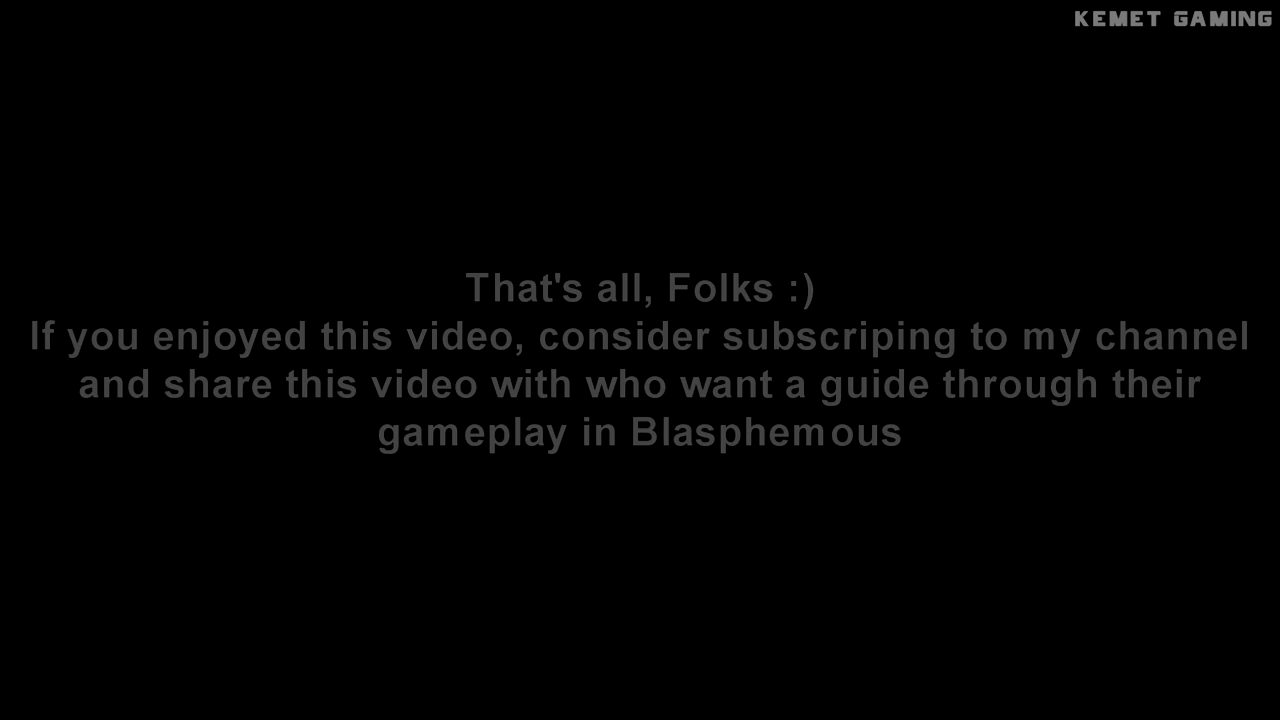 KEMET GAMING
That's all, Folks :)
If you enjoyed this video, consider subscriping to my channel
and share this video with who want a guide through their
gameplay in Blasphemous